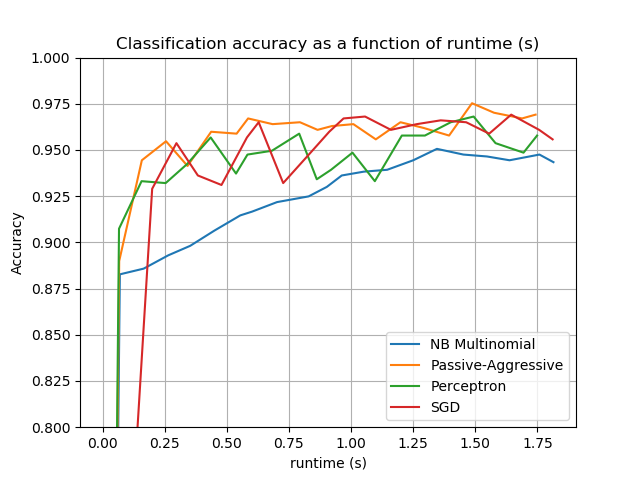 Classification accuracy as a function of runtime (s)
1.000
0.975
0.950
0.925
0.900
0.875
0.850
0.825
0.800
Accuracy
NB Multinomial
Passive-Aggressive
Perceptron
SGD
0.00 0.25 0.50 0.75 1.00 1.25 1.50 1.75
runtime (s)